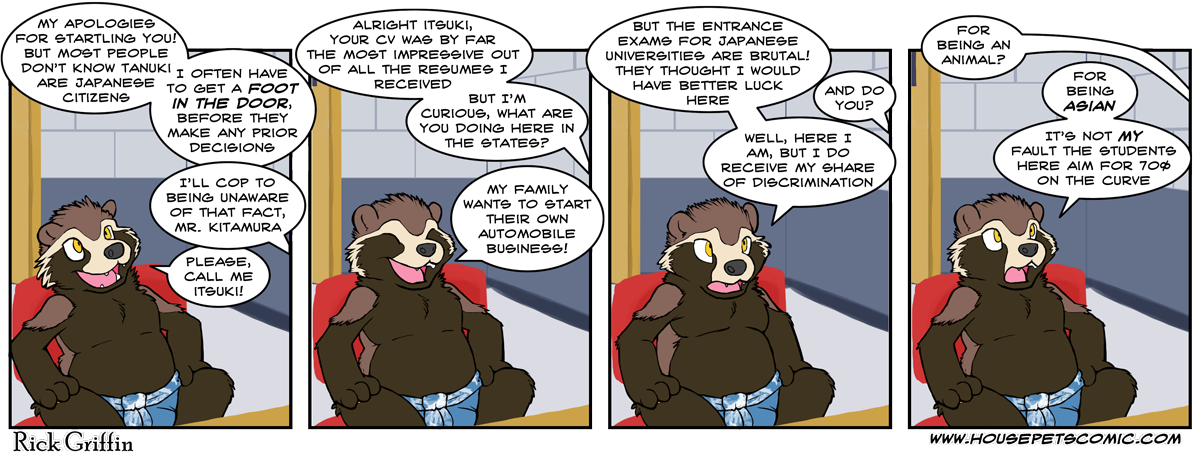 MY APOLOGIES
FOR STARTLING YOU!
BUT MOST PEOPLE
DON'T KNOW TANUKI
ARE JAPANESE
CITIZENS
I OFTEN HAVE
TO GET A FOOT
IN THE DOOR,
BEFORE THEY
MAKE ANY PRIOR
DECISIONS
I'LL COP TO
BEING UNAWARE
OF THAT FACT,
MR. KITAMURA
PLEASE,
CALL ME
ITSUKI!
ALRIGHT ITSUKI,
YOUR CV WAS BY FAR
THE MOST IMPRESSIVE OUT
OF ALL THE RESUMES I
RECEIVED
BUT I'M
CURIOUS, WHAT ARE
YOU DOING HERE IN
THE STATES?
MY FAMILY
WANTS TO START
THEIR OWN
AUTOMOBILE
BUSINESS!
BUT THE ENTRANCE
EXAMS FOR JAPANESE
UNIVERSITIES ARE BRUTAL!
THEY THOUGHT I WOULD
HAVE BETTER LUCK
HERE
AND DO
YOU?
WELL, HERE I
AM, BUT I DO
RECEIVE MY SHARE
OF DISCRIMINATION
FOR
BEING AN
ANIMAL?
FOR
BEING
ASIAN
IT'S NOT MY
FAULT THE STUDENTS
HERE AIM FOR 70%
ON THE CURVE
Rick Griffin
WWW.HOUSEPETSCOMIC.COM